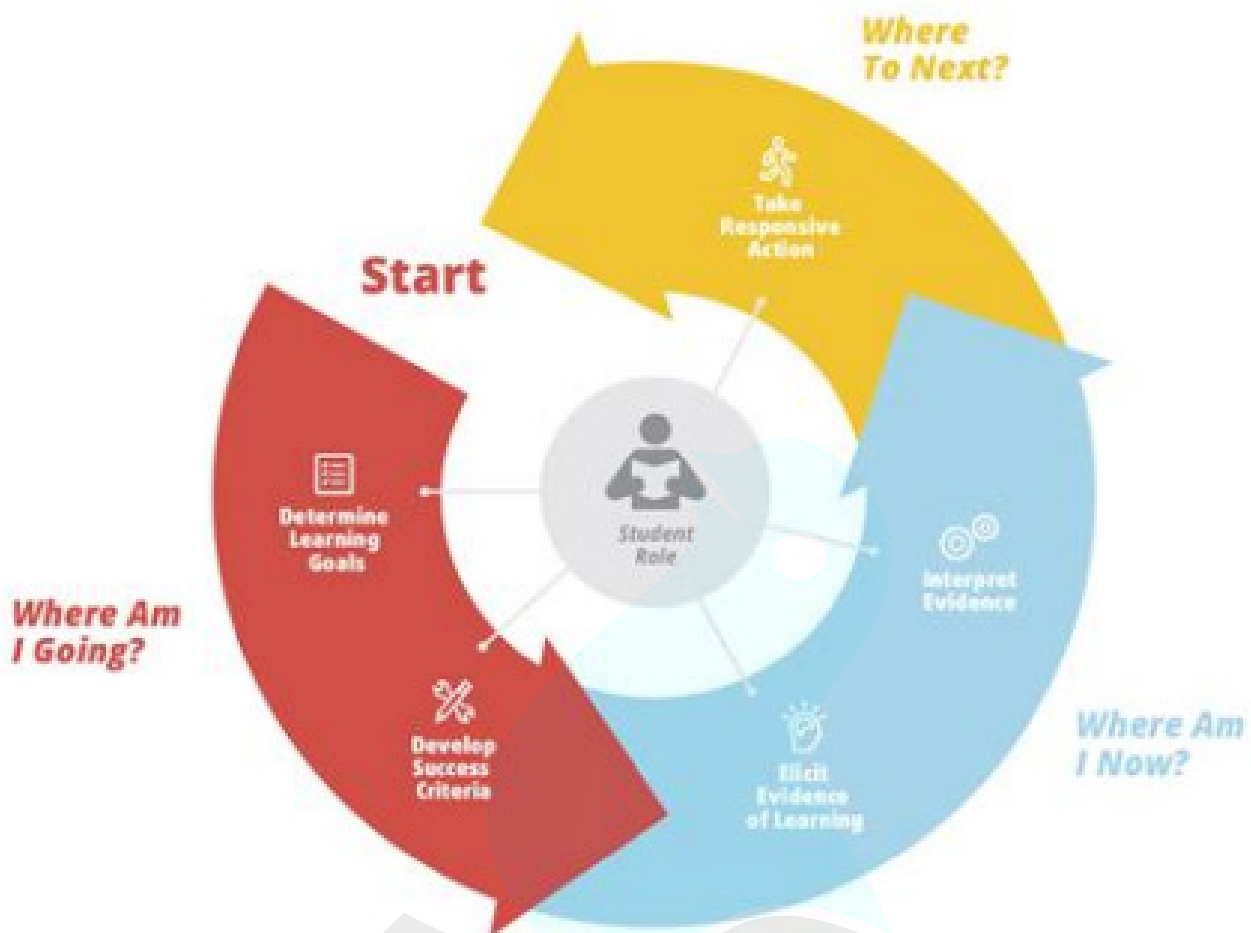 Where
To Next?
Take
Responsive
Action
Start
Student
Role
Determine
Learning
Goals
Interpret
Evidence
Where Am
I Going?
Develop
Success
Criteria
Where Am
I Now?
Elicit
Evidence
of Learning